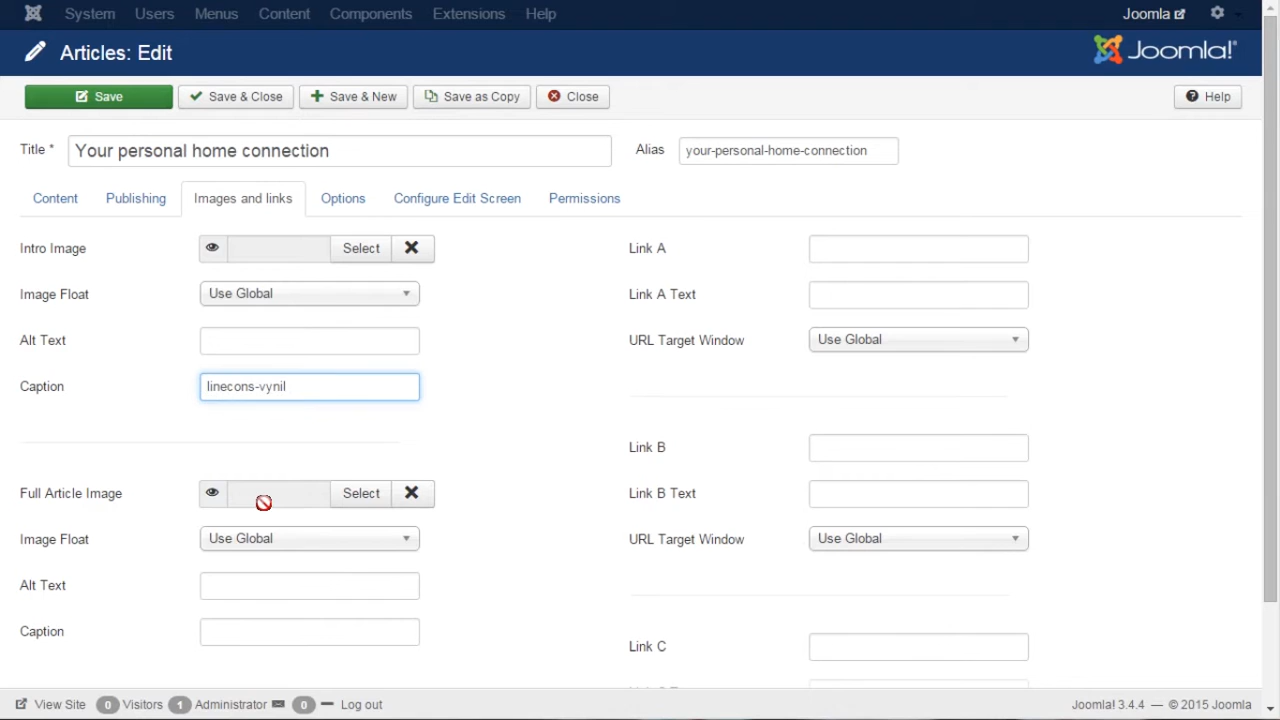 System Users Menus Content Components Extensions Help Joomla
Articles: Edit Joomla!
Save Save & Close Save & New Save as Copy Close Help
Title * Your personal home connection Alias your-personal-home-connection
Content Publishing Images and links Options Configure Edit Screen Permissions
Intro Image Select Link A
Image Float Use Global Link A Text
Alt Text URL Target Window Use Global
Caption linecons-vynil
Link B
Full Article Image Select Link B Text
Image Float Use Global URL Target Window Use Global
Alt Text
Caption
Link C
View Site 0 Visitors 1 Administrator 0 Log out Joomla! 3.4.4 — © 2015 Joomla